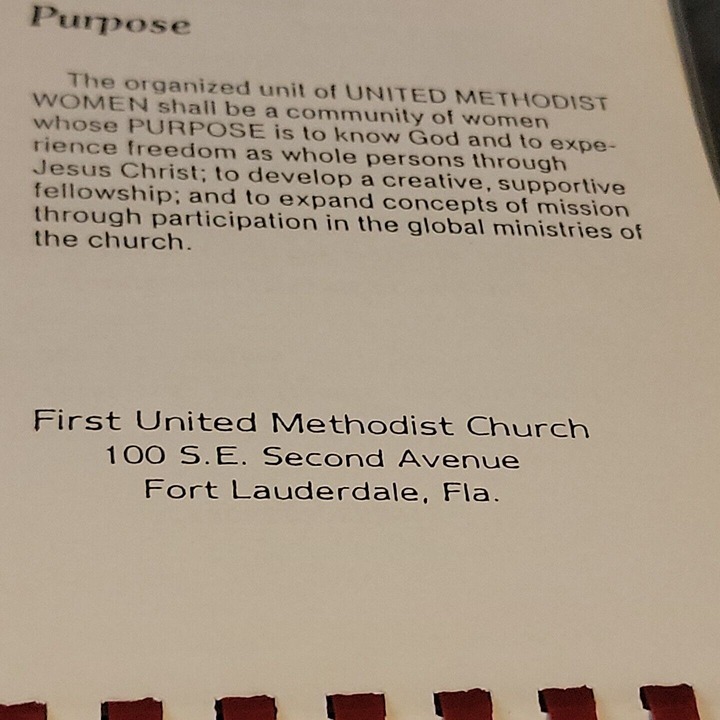 Purpose
The organized unit of UNITED METHODIST
WOMEN shall be a community of women
whose PURPOSE is to know God and to expe-
rience freedom as whole persons through
Jesus Christ; to develop a creative, supportive
fellowship; and to expand concepts of mission
through participation in the global ministries of
the church.
First United Methodist Church
100 S.E. Second Avenue
Fort Lauderdale, Fla.